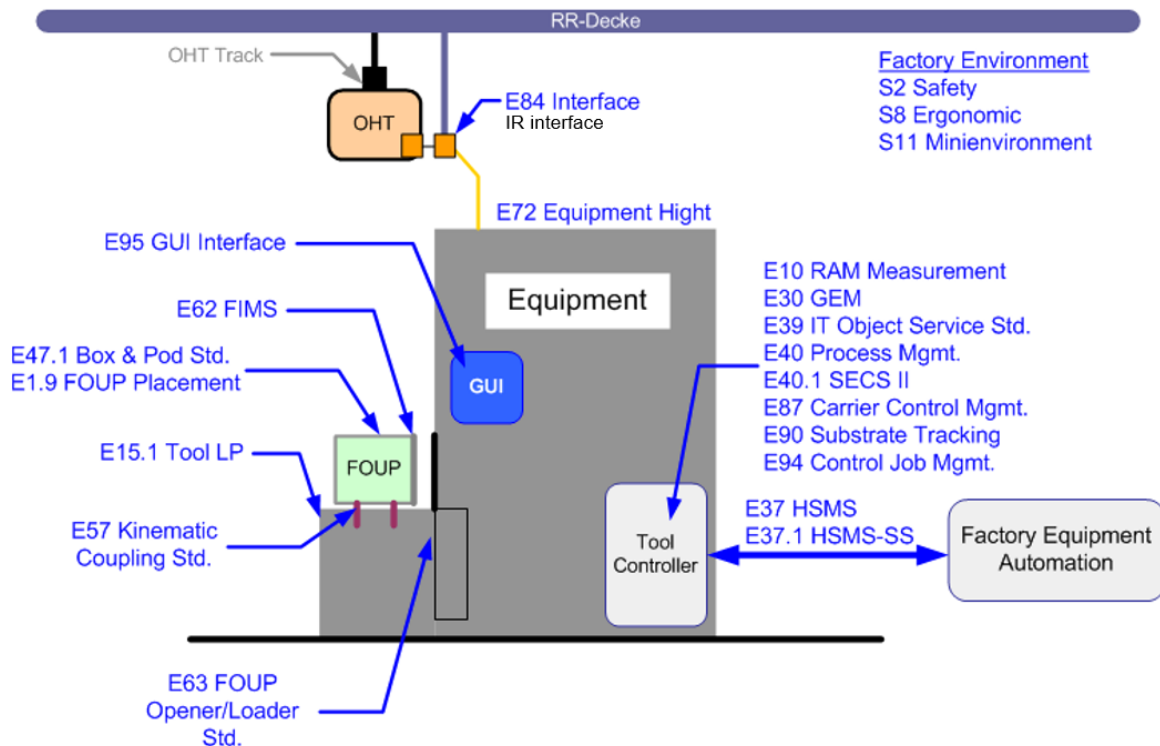 RR-Decke
OHT Track
OHT
E84 Interface
IR interface
Factory Environment
S2 Safety
S8 Ergonomic
S11 Minienvironment
E72 Equipment Hight
E95 GUI Interface
E62 FIMS
E47.1 Box & Pod Std.
E1.9 FOUP Placement
E15.1 Tool LP
E57 Kinematic
Coupling Std.
FOUP
Equipment
GUI
E10 RAM Measurement
E30 GEM
E39 IT Object Service Std.
E40 Process Mgmt.
E40.1 SECS II
E87 Carrier Control Mgmt.
E90 Substrate Tracking
E94 Control Job Mgmt.
Tool
Controller
E37 HSMS
E37.1 HSMS-SS
Factory Equipment
Automation
E63 FOUP
Opener/Loader
Std.